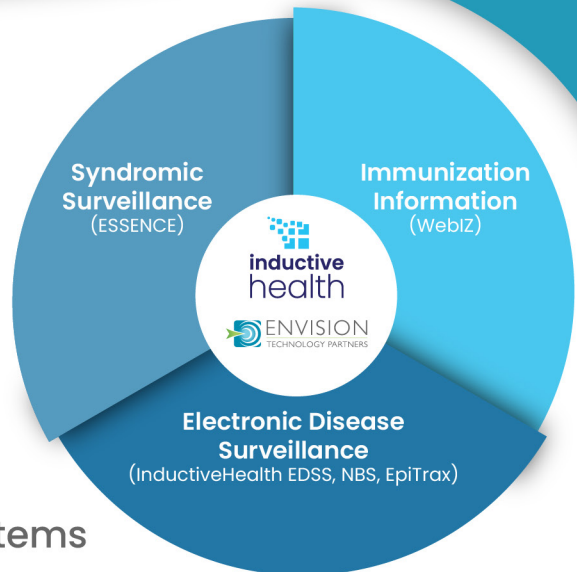 Syndromic
Surveillance
(ESSENCE)
Immunization
Information
(WebIZ)
inductive
health
ENVISION
TECHNOLOGY PARTNERS
Electronic Disease
Surveillance
(InductiveHealth EDSS, NBS, EpiTrax)
tems